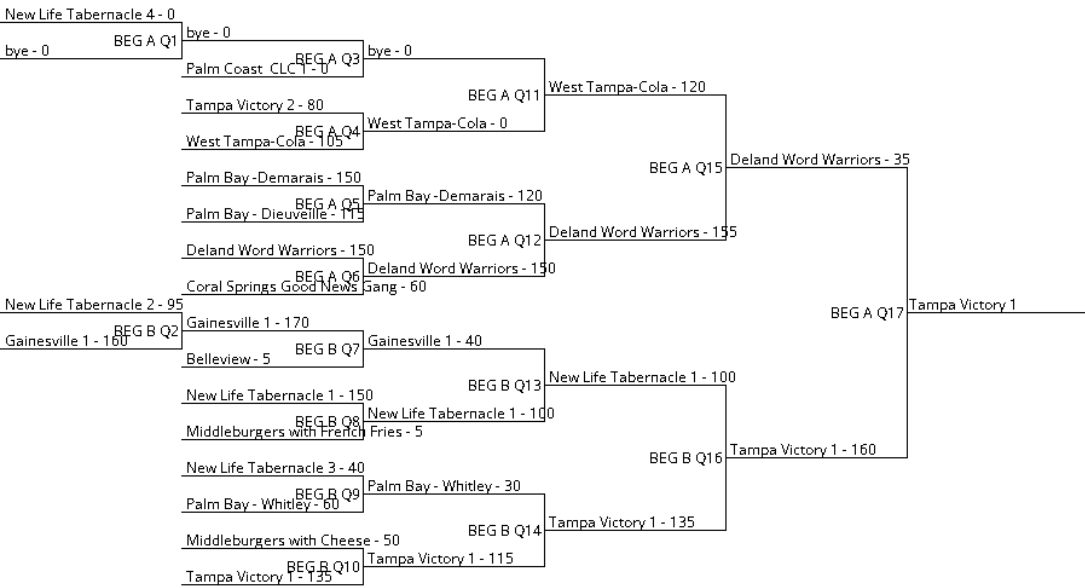 New Life Tabernacle 4 - 0
BEG A Q1
bye - 0
bye - 0
BEG A Q3
Palm Coast  CLC 1 - 0
bye - 0
BEG A Q11
West Tampa-Cola - 120
Tampa Victory 2 - 80
BEG A Q4
West Tampa-Cola - 105
West Tampa-Cola - 0
BEG A Q15
Deland Word Warriors - 35
Palm Bay -Demarais - 150
BEG A Q5
Palm Bay - Dieuveille - 115
Palm Bay -Demarais - 120
BEG A Q12
Deland Word Warriors - 155
Deland Word Warriors - 150
BEG A Q6
Coral Springs Good News Gang - 60
Deland Word Warriors - 150
BEG A Q17
Tampa Victory 1
New Life Tabernacle 2 - 95
BEG B Q2
Gainesville 1 - 160
Gainesville 1 - 170
BEG B Q7
Belleview - 5
Gainesville 1 - 40
BEG B Q13
New Life Tabernacle 1 - 100
New Life Tabernacle 1 - 150
BEG B Q8
Middleburgers with French Fries - 5
New Life Tabernacle 1 - 100
BEG B Q16
Tampa Victory 1 - 160
New Life Tabernacle 3 - 40
BEG B Q9
Palm Bay - Whitley - 60
Palm Bay - Whitley - 30
BEG B Q14
Tampa Victory 1 - 135
Middleburgers with Cheese - 50
BEG B Q10
Tampa Victory 1 - 135
Tampa Victory 1 - 115